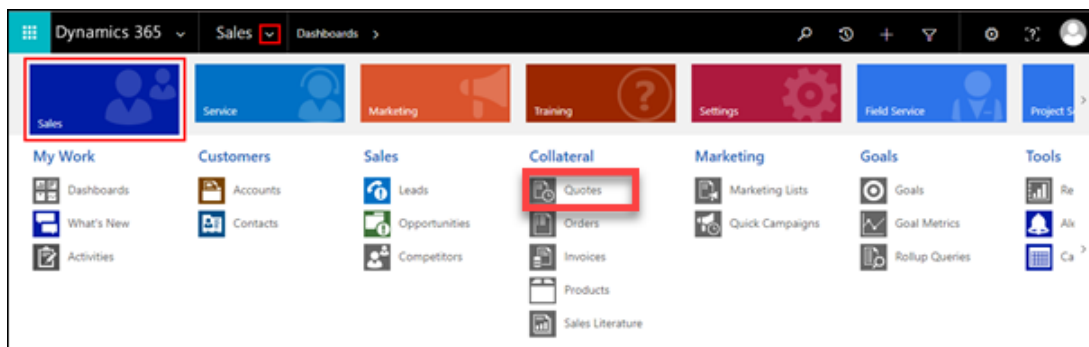 Dynamics 365 Sales Dashboards
Sales Service Marketing Training Settings Field Service Project S
My Work Customers Sales Collateral Marketing Goals Tools
Dashboards Accounts Leads Quotes Marketing Lists Goals Re
What's New Contacts Opportunities Orders Quick Campaigns Goal Metrics
Activities Competitors Invoices Rollup Queries Ca
Products
Sales Literature